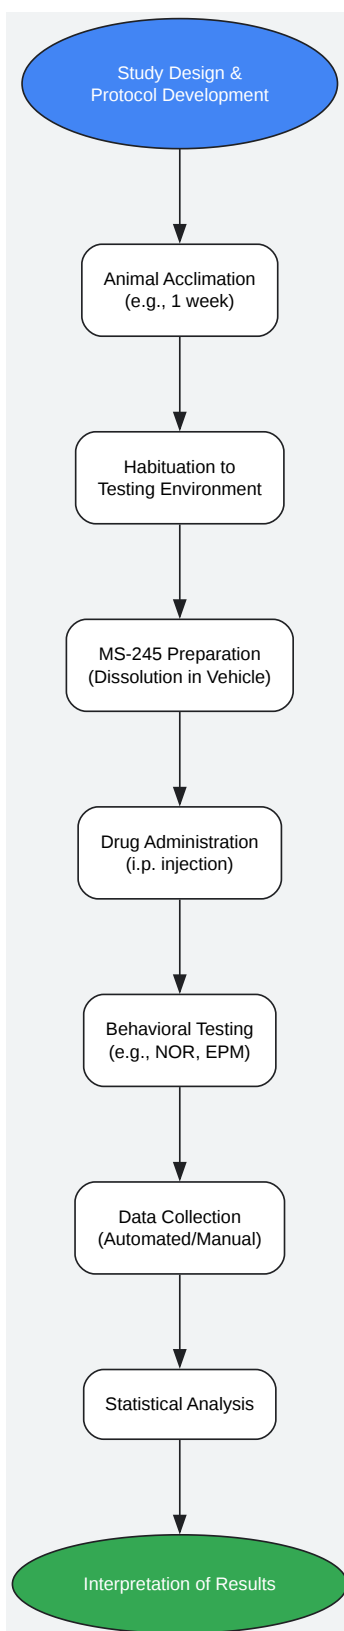 Study Design &
Protocol Development
Animal Acclimation
(e.g., 1 week)
Habituation to
Testing Environment
MS-245 Preparation
(Dissolution in Vehicle)
Drug Administration
(i.p. injection)
Behavioral Testing
(e.g., NOR, EPM)
Data Collection
(Automated/Manual)
Statistical Analysis
Interpretation of Results